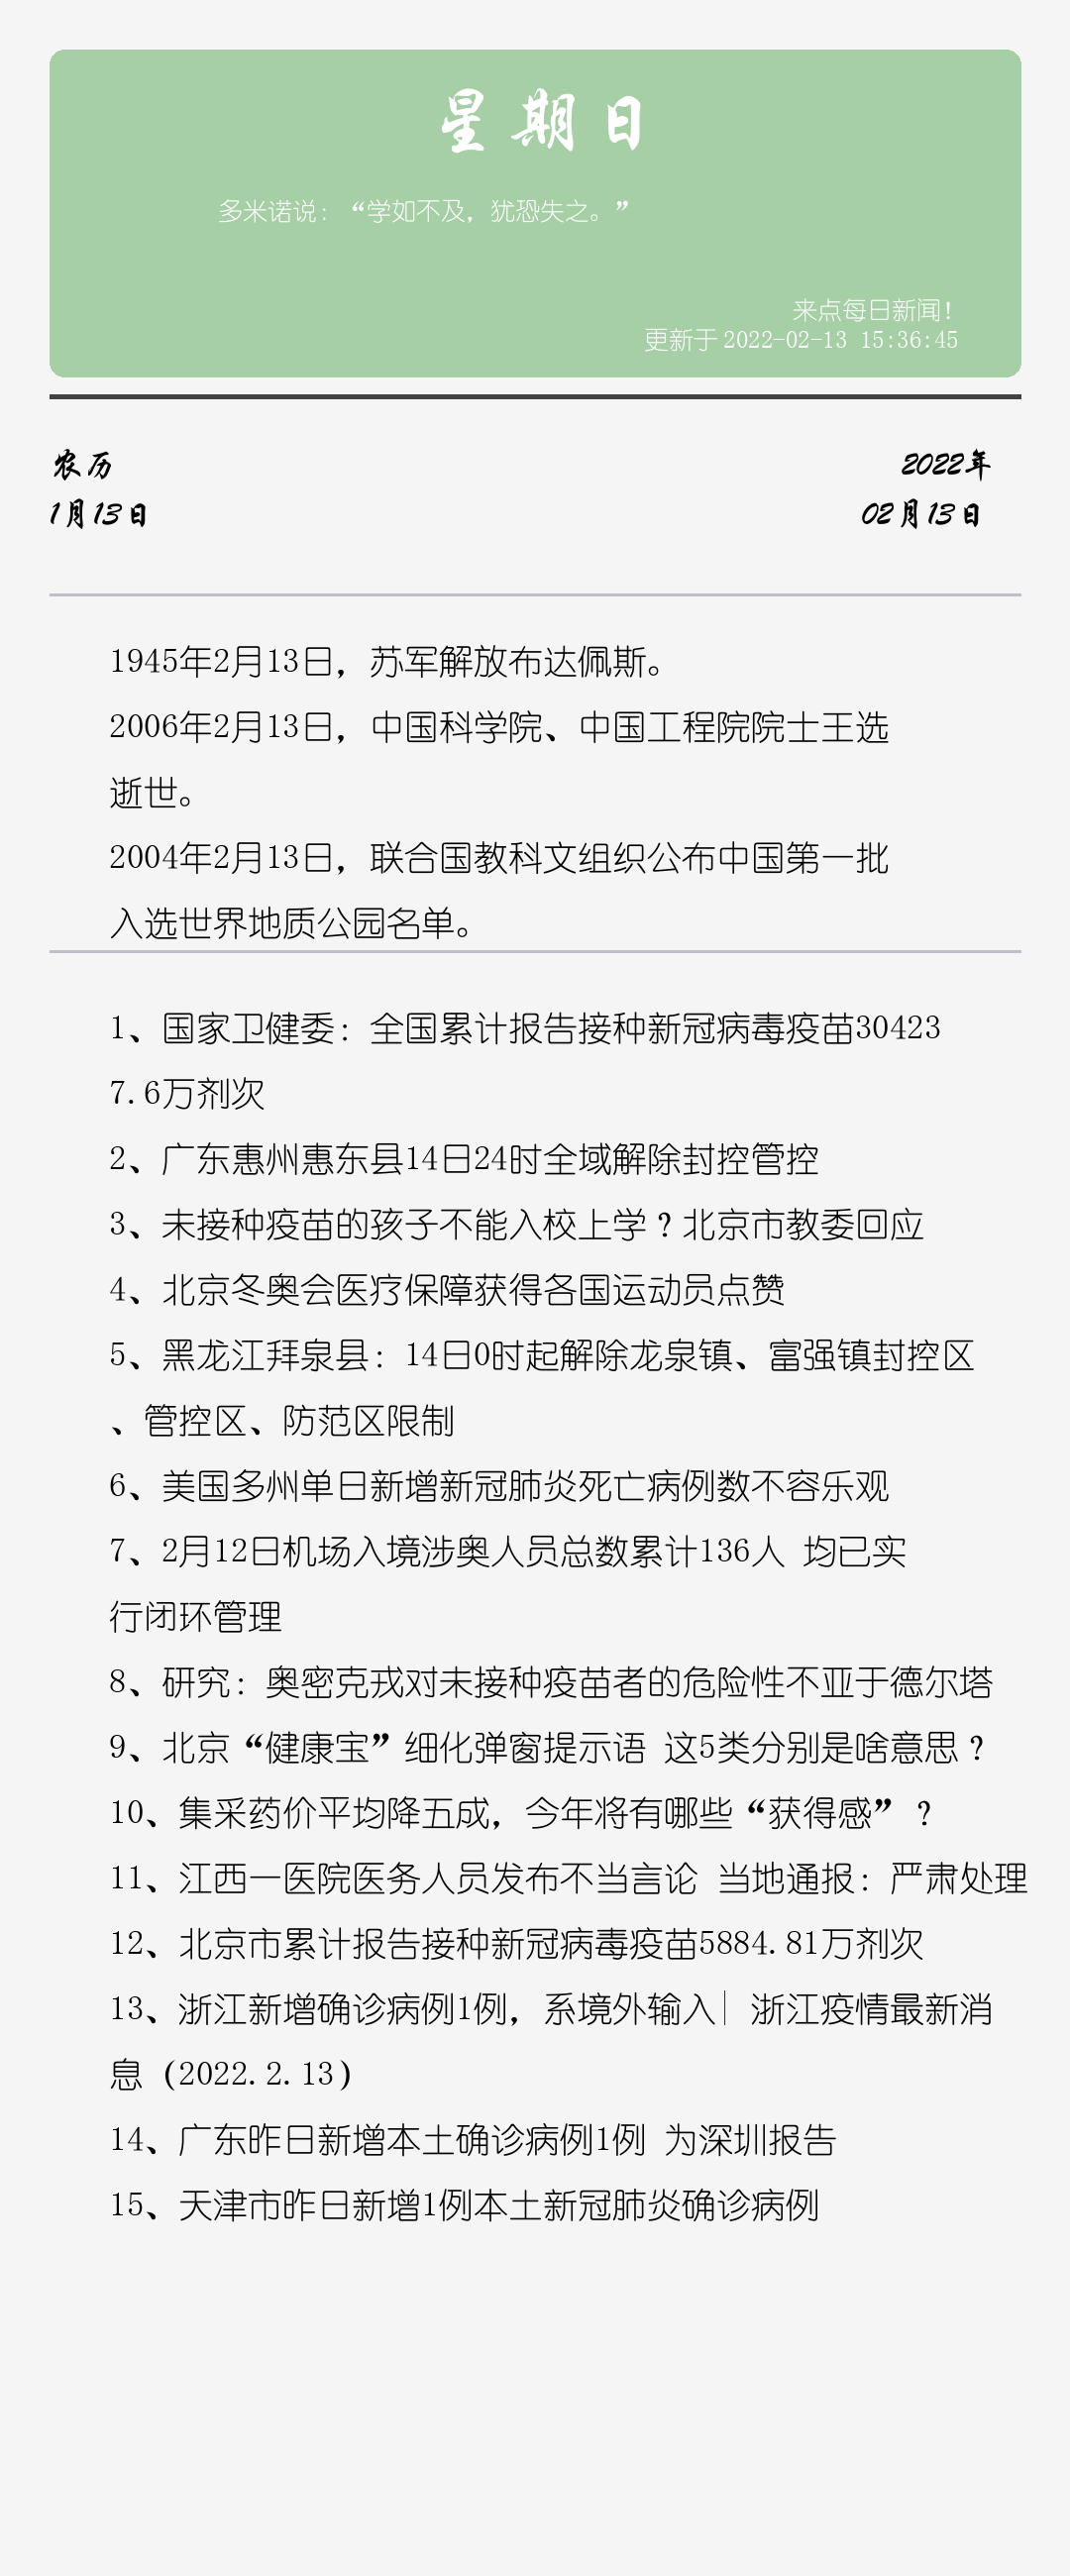 星期日
多米诺说：“学如不及，犹恐失之。”
来点每日新闻！
更新于 2022-02-13 15:36:45
农历
1月13日
2022年
02月13日
1945年2月13日，苏军解放布达佩斯。
2006年2月13日，中国科学院、中国工程院院士王选
逝世。
2004年2月13日，联合国教科文组织公布中国第一批
入选世界地质公园名单。
1、国家卫健委：全国累计报告接种新冠病毒疫苗30423
7.6万剂次
2、广东惠州惠东县14日24时全域解除封控管控
3、未接种疫苗的孩子不能入校上学？北京市教委回应
4、北京冬奥会医疗保障获得各国运动员点赞
5、黑龙江拜泉县：14日0时起解除龙泉镇、富强镇封控区
、管控区、防范区限制
6、美国多州单日新增新冠肺炎死亡病例数不容乐观
7、2月12日机场入境涉奥人员总数累计136人 均已实
行闭环管理
8、研究：奥密克戎对未接种疫苗者的危险性不亚于德尔塔
9、北京“健康宝”细化弹窗提示语 这5类分别是啥意思？
10、集采药价平均降五成，今年将有哪些“获得感”？
11、江西一医院医务人员发布不当言论 当地通报：严肃处理
12、北京市累计报告接种新冠病毒疫苗5884.81万剂次
13、浙江新增确诊病例1例，系境外输入｜浙江疫情最新消
息（2022.2.13）
14、广东昨日新增本土确诊病例1例 为深圳报告
15、天津市昨日新增1例本土新冠肺炎确诊病例